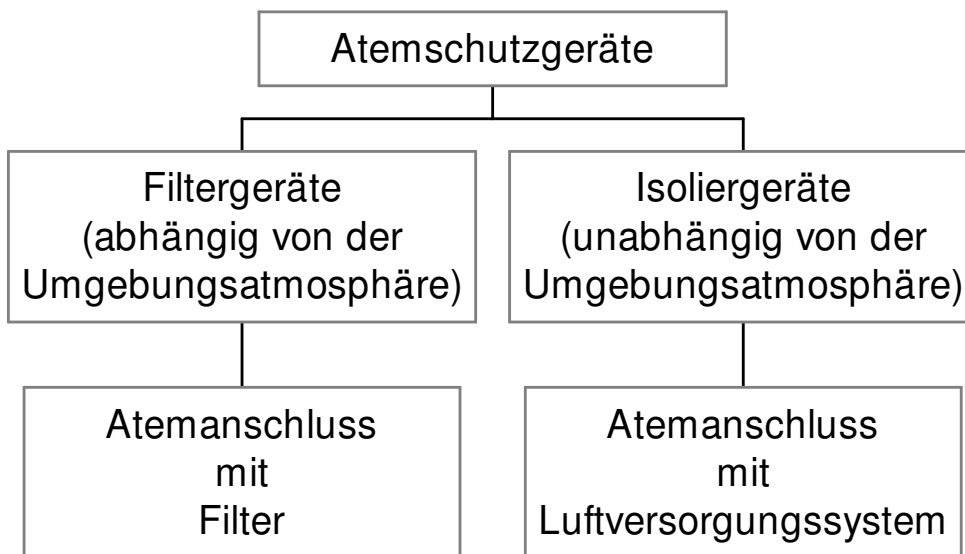 Atemschutzgeräte
Filtergeräte
(abhängig von der
Umgebungsatmosphäre)
Isoliergeräte
(unabhängig von der
Umgebungsatmosphäre)
Atemanschluss
mit
Filter
Atemanschluss
mit
Luftversorgungssystem